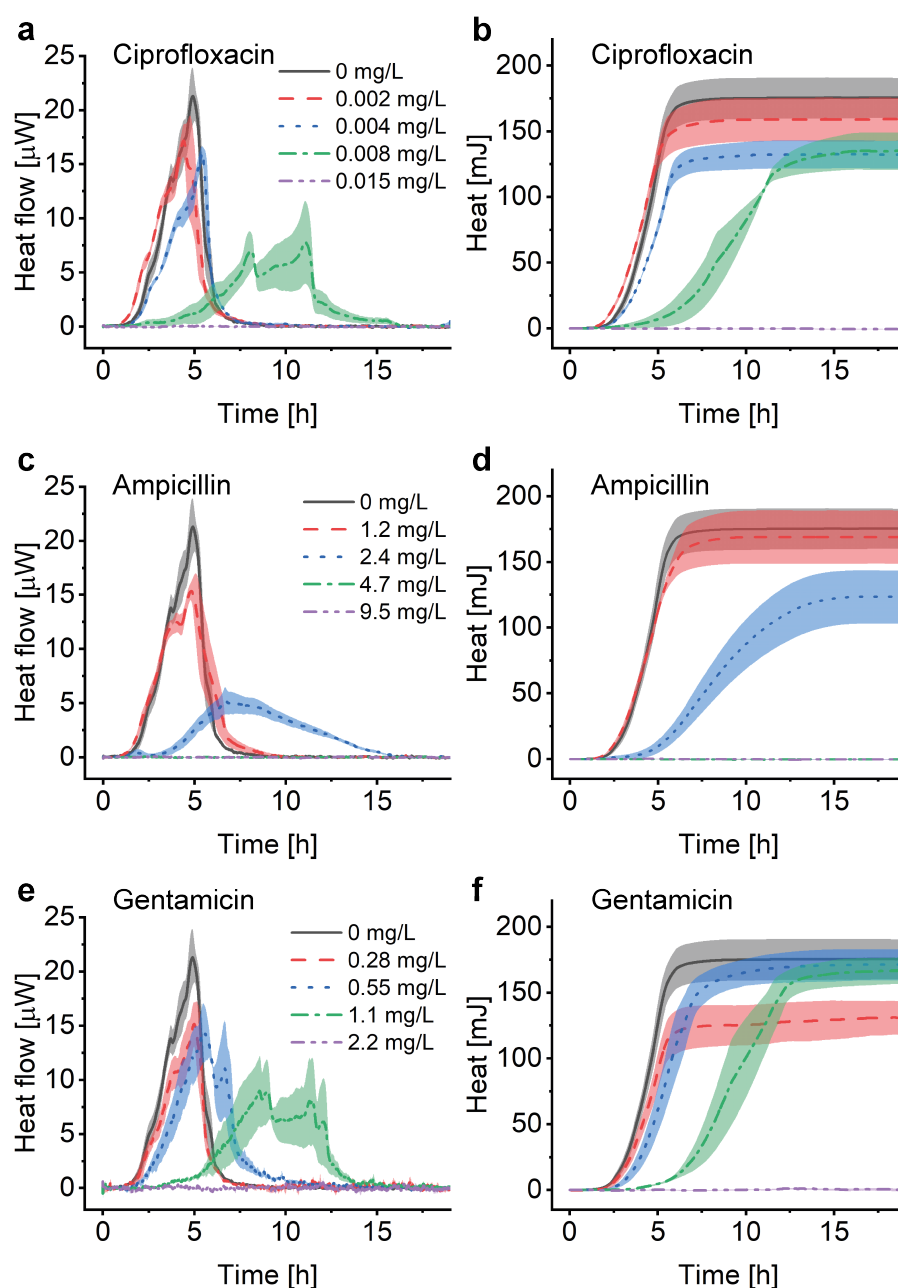 a
Ciprofloxacin
0 mg/L
0.002 mg/L
0.004 mg/L
0.008 mg/L
0.015 mg/L
Heat flow [µW]
25
20
15
10
5
0
0 5 10 15
Time [h]
b
Ciprofloxacin
Heat [mJ]
200
150
100
50
0
0 5 10 15
Time [h]
c
Ampicillin
0 mg/L
1.2 mg/L
2.4 mg/L
4.7 mg/L
9.5 mg/L
Heat flow [µW]
25
20
15
10
5
0
0 5 10 15
Time [h]
d
Ampicillin
Heat [mJ]
200
150
100
50
0
0 5 10 15
Time [h]
e
Gentamicin
0 mg/L
0.28 mg/L
0.55 mg/L
1.1 mg/L
2.2 mg/L
Heat flow [µW]
25
20
15
10
5
0
0 5 10 15
Time [h]
f
Gentamicin
Heat [mJ]
200
150
100
50
0
0 5 10 15
Time [h]